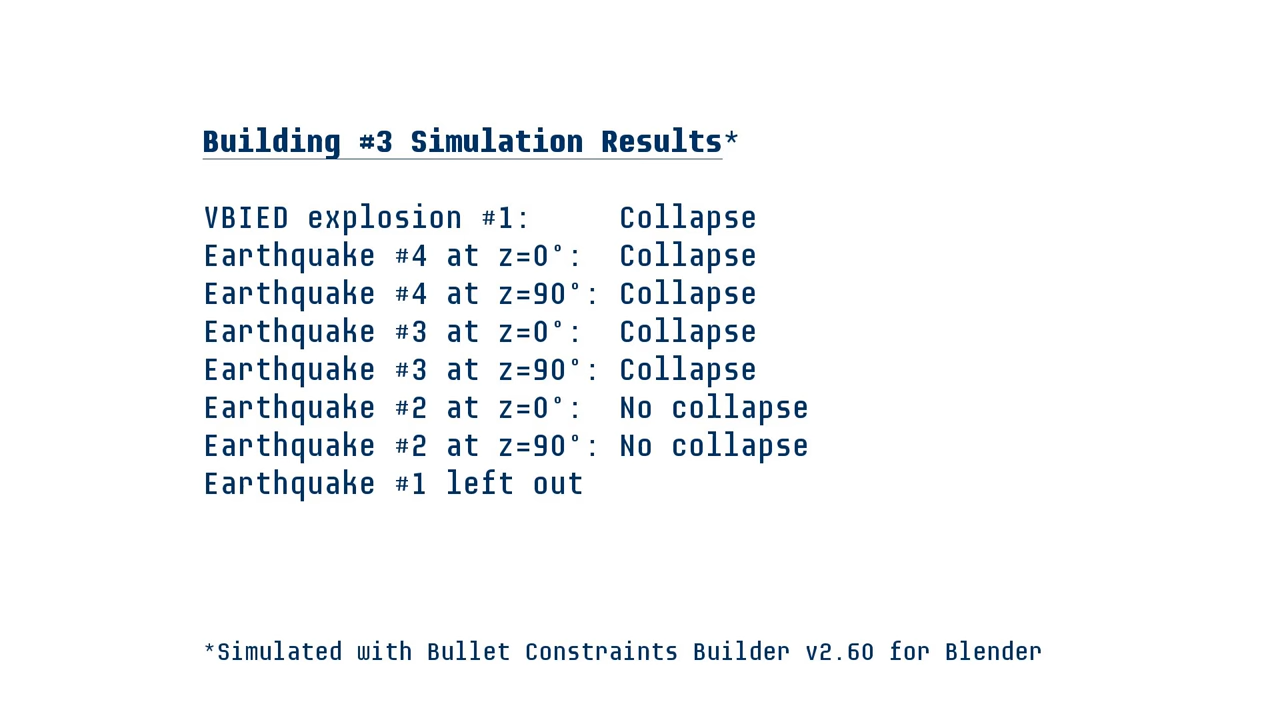 Building #3 Simulation Results*
VBIED explosion #1: Collapse
Earthquake #4 at z=0°: Collapse
Earthquake #4 at z=90°: Collapse
Earthquake #3 at z=0°: Collapse
Earthquake #3 at z=90°: Collapse
Earthquake #2 at z=0°: No collapse
Earthquake #2 at z=90°: No collapse
Earthquake #1 left out
*Simulated with Bullet Constraints Builder v2.60 for Blender